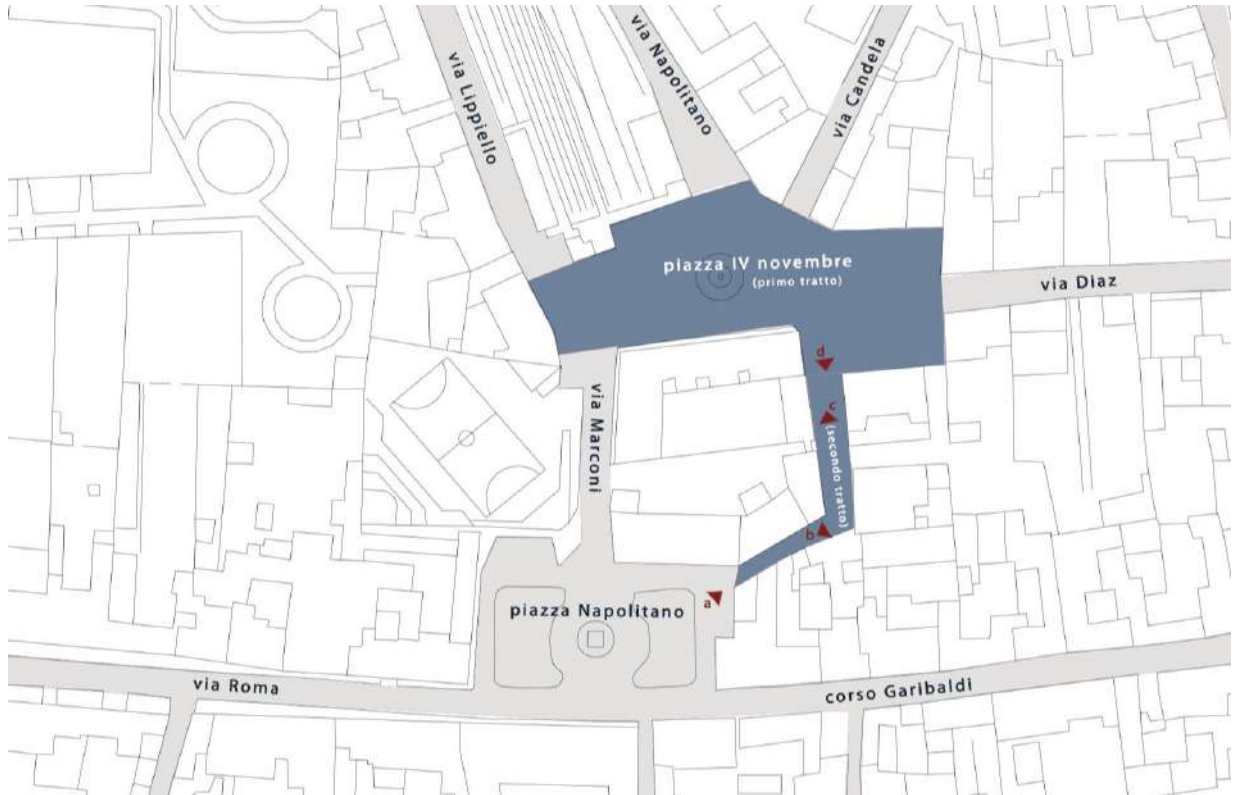 via Lippiello
via Napolitano
via Candela
piazza IV novembre
(primo tratto)
via Diaz
d
c
(secondo tratto)
via Marconi
b
a
piazza Napolitano
via Roma
corso Garibaldi